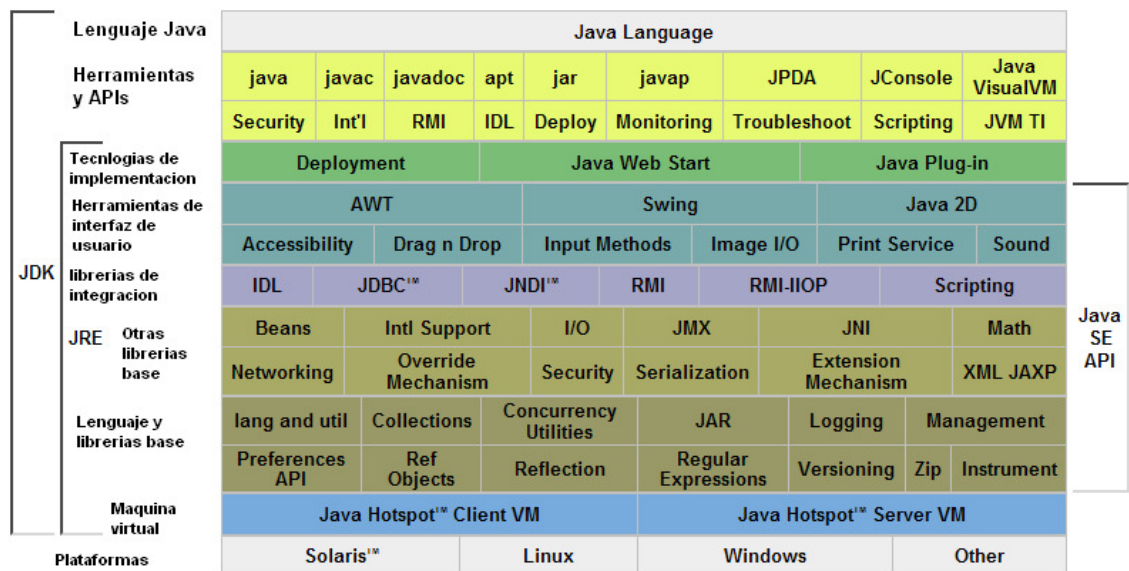 Lenguaje Java
Java Language
Herramientas
y APIs
java javac javadoc apt jar javap JPDA JConsole Java VisualVM
Security Int'l RMI IDL Deploy Monitoring Troubleshoot Scripting JVM TI
Tecnlogias de
implementacion
Deployment Java Web Start Java Plug-in
Herramientas de
interfaz de
usuario
AWT Swing Java 2D
Accessibility Drag n Drop Input Methods Image I/O Print Service Sound
JDK
librerias de
integracion
IDL JDBC™ JNDI™ RMI RMI-IIOP Scripting
JRE
Otras
librerias
base
Beans Intl Support I/O JMX JNI Math
Networking Override Mechanism Security Serialization Extension Mechanism XML JAXP
Java
SE
API
Lenguaje y
librerias base
lang and util Collections Concurrency Utilities JAR Logging Management
Preferences API Ref Objects Reflection Regular Expressions Versioning Zip Instrument
Maquina
virtual
Java Hotspot™ Client VM Java Hotspot™ Server VM
Plataformas
Solaris™ Linux Windows Other